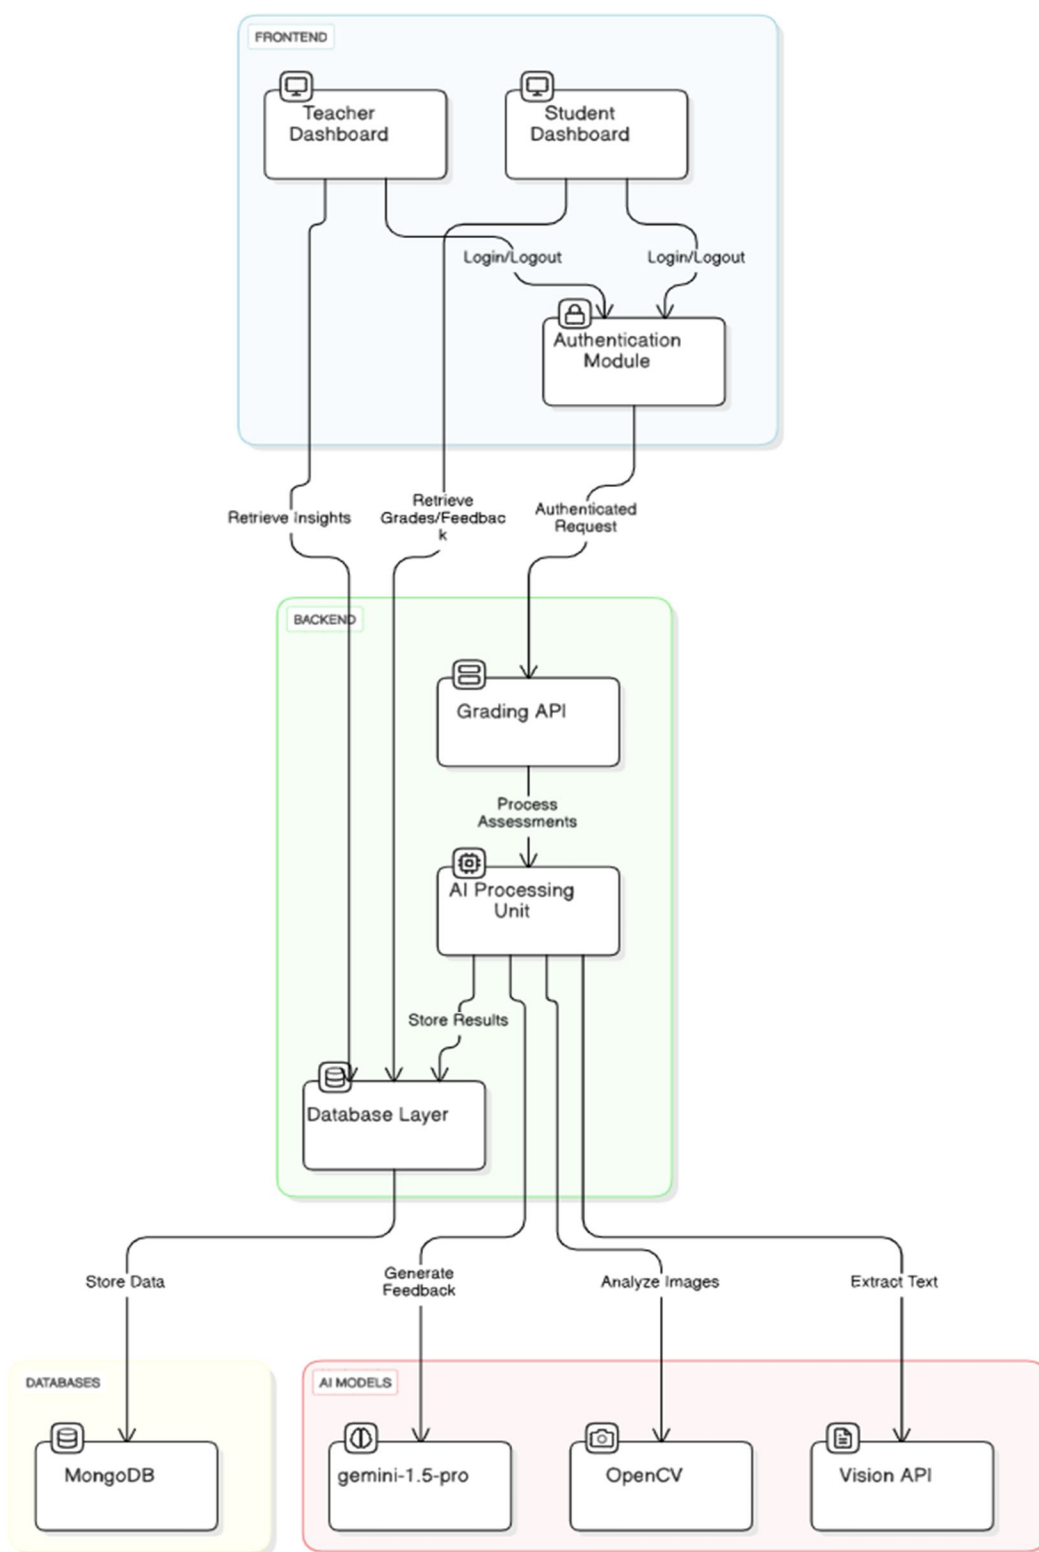 FRONTEND
Teacher
Dashboard
Student
Dashboard
Login/Logout
Login/Logout
Authentication
Module
Retrieve Insights
Retrieve
Grades/Feedbac
k
Authenticated
Request
BACKEND
Grading API
Process
Assessments
AI Processing
Unit
Store Results
Database Layer
Store Data
Generate
Feedback
Analyze Images
Extract Text
DATABASES
AI MODELS
MongoDB
gemini-1.5-pro
OpenCV
Vision API